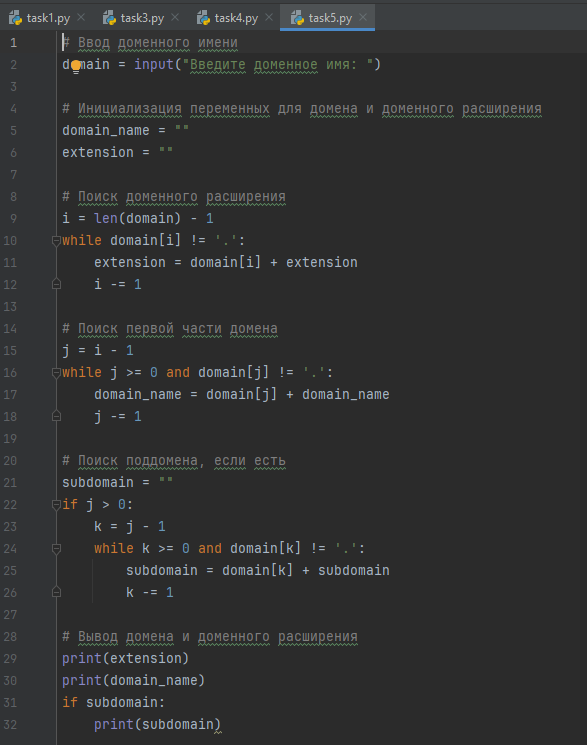 task1.py task3.py task4.py task5.py
1 # Ввод доменного имени
2 domain = input("Введите доменное имя: ")
3
4 # Инициализация переменных для домена и доменного расширения
5 domain_name = ""
6 extension = ""
7
8 # Поиск доменного расширения
9 i = len(domain) - 1
10 while domain[i] != '.':
11     extension = domain[i] + extension
12     i -= 1
13
14 # Поиск первой части домена
15 j = i - 1
16 while j >= 0 and domain[j] != '.':
17     domain_name = domain[j] + domain_name
18     j -= 1
19
20 # Поиск поддомена, если есть
21 subdomain = ""
22 if j > 0:
23     k = j - 1
24     while k >= 0 and domain[k] != '.':
25         subdomain = domain[k] + subdomain
26         k -= 1
27
28 # Вывод домена и доменного расширения
29 print(extension)
30 print(domain_name)
31 if subdomain:
32     print(subdomain)